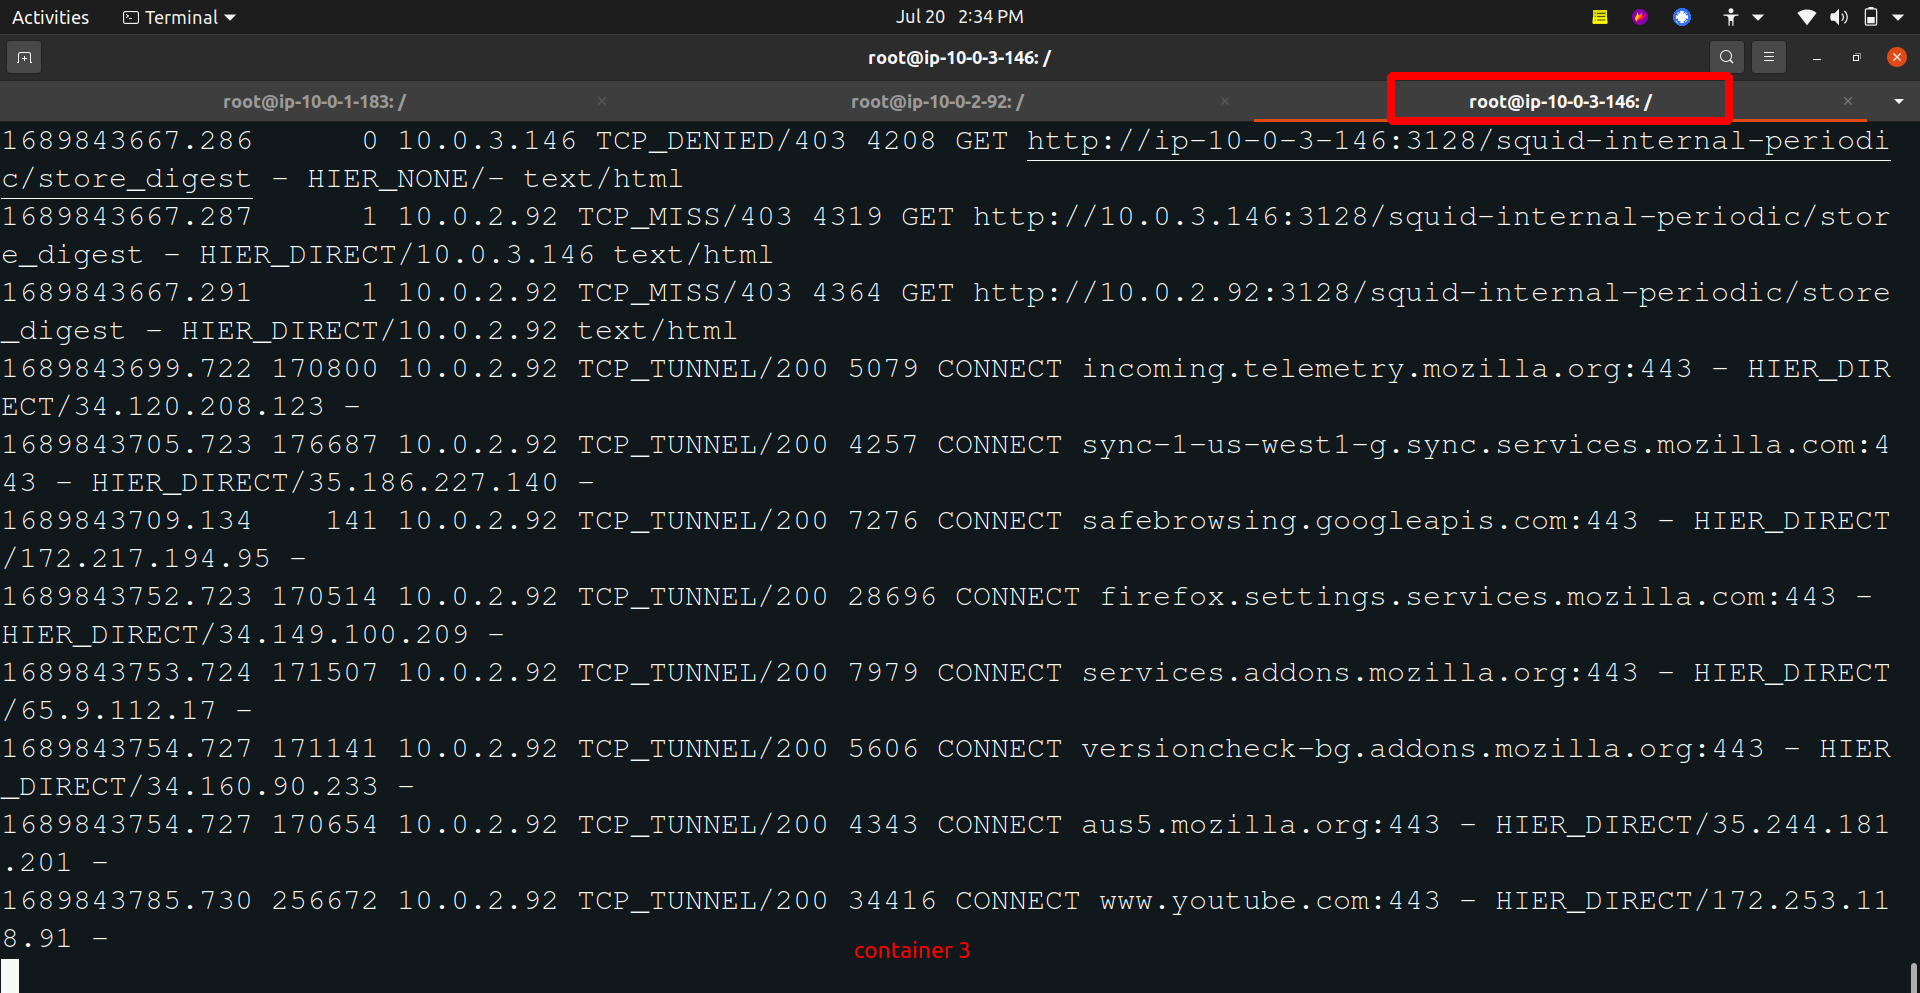 Activities Terminal Jul 20 2:34 PM
root@ip-10-0-3-146: /
root@ip-10-0-1-183: / × root@ip-10-0-2-92: / × root@ip-10-0-3-146: / ×
1689843667.286      0 10.0.3.146 TCP_DENIED/403 4208 GET http://ip-10-0-3-146:3128/squid-internal-periodi
c/store_digest - HIER_NONE/- text/html
1689843667.287      1 10.0.2.92 TCP_MISS/403 4319 GET http://10.0.3.146:3128/squid-internal-periodic/stor
e_digest - HIER_DIRECT/10.0.3.146 text/html
1689843667.291      1 10.0.2.92 TCP_MISS/403 4364 GET http://10.0.2.92:3128/squid-internal-periodic/store
_digest - HIER_DIRECT/10.0.2.92 text/html
1689843699.722 170800 10.0.2.92 TCP_TUNNEL/200 5079 CONNECT incoming.telemetry.mozilla.org:443 - HIER_DIR
ECT/34.120.208.123 -
1689843705.723 176687 10.0.2.92 TCP_TUNNEL/200 4257 CONNECT sync-1-us-west1-g.sync.services.mozilla.com:4
43 - HIER_DIRECT/35.186.227.140 -
1689843709.134    141 10.0.2.92 TCP_TUNNEL/200 7276 CONNECT safebrowsing.googleapis.com:443 - HIER_DIRECT
/172.217.194.95 -
1689843752.723 170514 10.0.2.92 TCP_TUNNEL/200 28696 CONNECT firefox.settings.services.mozilla.com:443 -
HIER_DIRECT/34.149.100.209 -
1689843753.724 171507 10.0.2.92 TCP_TUNNEL/200 7979 CONNECT services.addons.mozilla.org:443 - HIER_DIRECT
/65.9.112.17 -
1689843754.727 171141 10.0.2.92 TCP_TUNNEL/200 5606 CONNECT versioncheck-bg.addons.mozilla.org:443 - HIER
_DIRECT/34.160.90.233 -
1689843754.727 170654 10.0.2.92 TCP_TUNNEL/200 4343 CONNECT aus5.mozilla.org:443 - HIER_DIRECT/35.244.181
.201 -
1689843785.730 256672 10.0.2.92 TCP_TUNNEL/200 34416 CONNECT www.youtube.com:443 - HIER_DIRECT/172.253.11
8.91 -
container 3